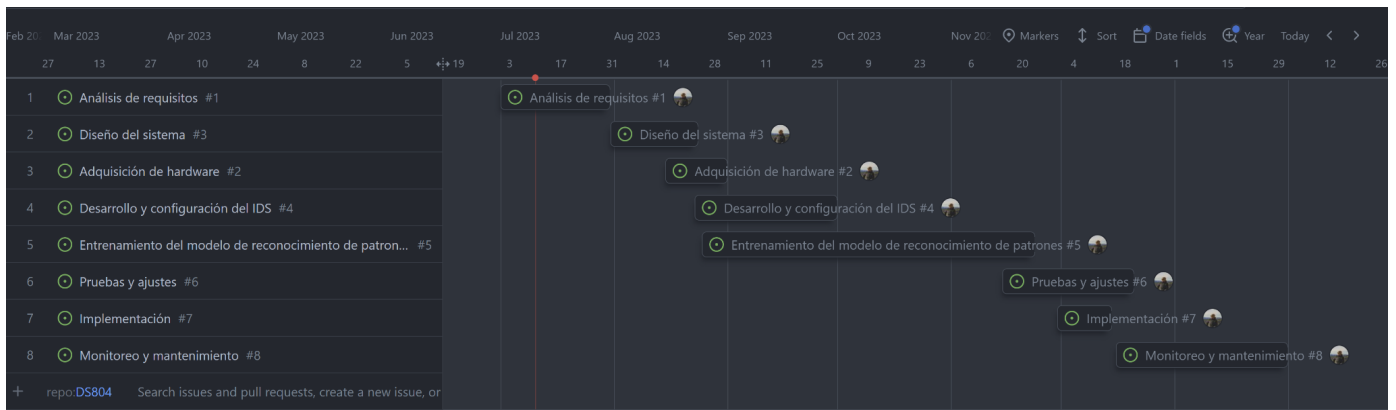 Feb 20 Mar 2023 Apr 2023 May 2023 Jun 2023 Jul 2023 Aug 2023 Sep 2023 Oct 2023 Nov 202 Markers Sort Date fields Year Today
27 13 27 10 24 8 22 5 19 3 17 31 14 28 11 25 9 23 6 20 4 18 1 15 29 12 26
1 Análisis de requisitos #1 Análisis de requisitos #1
2 Diseño del sistema #3 Diseño del sistema #3
3 Adquisición de hardware #2 Adquisición de hardware #2
4 Desarrollo y configuración del IDS #4 Desarrollo y configuración del IDS #4
5 Entrenamiento del modelo de reconocimiento de patron... #5 Entrenamiento del modelo de reconocimiento de patrones #5
6 Pruebas y ajustes #6 Pruebas y ajustes #6
7 Implementación #7 Implementación #7
8 Monitoreo y mantenimiento #8 Monitoreo y mantenimiento #8
+ repo:DS804 Search issues and pull requests, create a new issue, or